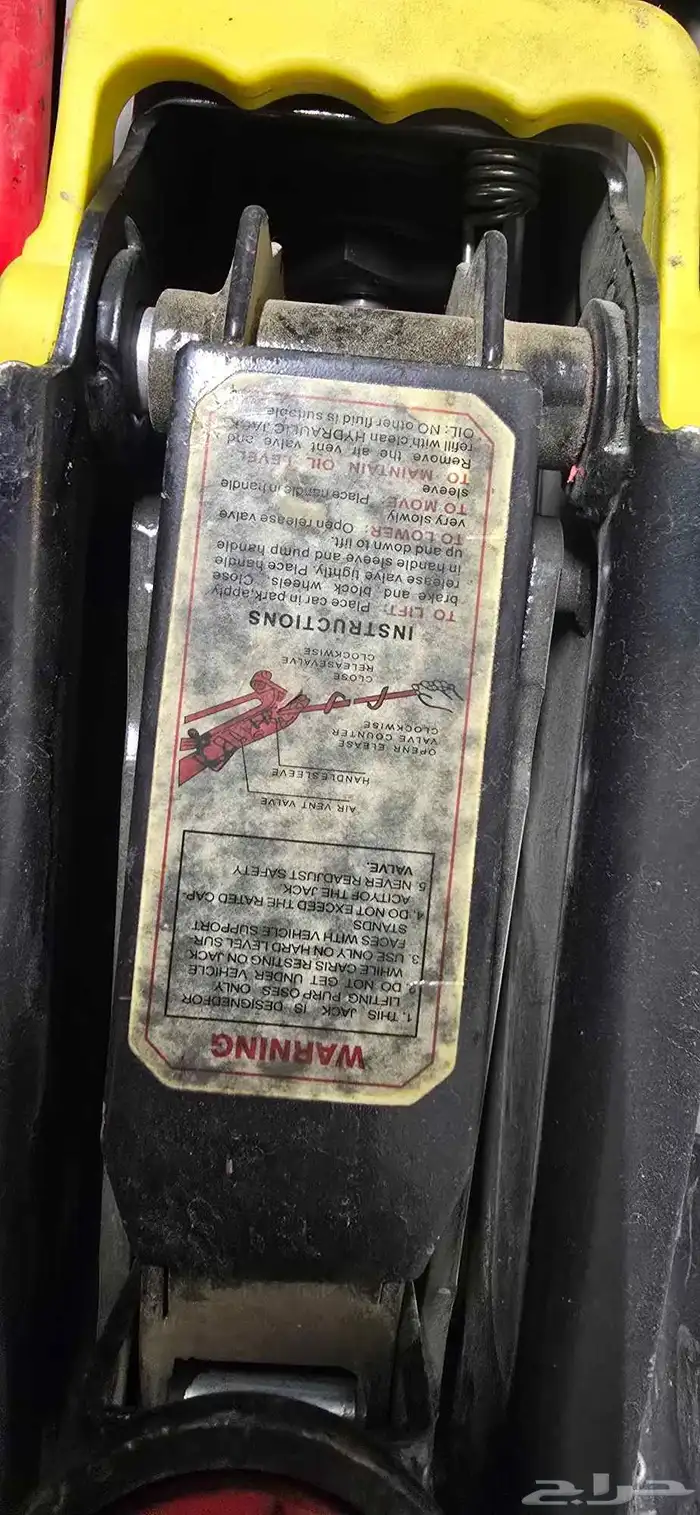 WARNING
1. THIS JACK IS DESIGNEDFOR
LIFTING PURPOSES ONLY
2. DO NOT GET UNDER VEHICLE
WHILE CARIS RESTING ON JACK
3. USE ONLY ON HARD LEVEL SUR-
FACES WITH VEHICLE SUPPORT
STANDS
4. DO NOT EXCEED THE RATED CAP-
ACITYOF THE JACK
5. NEVER READJUST SAFETY
VALVE.
AIR VENT VALVE
HANDLESLEEVE
OPENR ELEASE
VALVE COUNTER
CLOCKWISE
CLOSE
RELEASEVALVE
CLOCKWISE
INSTRUCTIONS
TO LIFT: Place car in park, apply
brake and block wheels. Close
release valve tightly. Place handle
in handle sleeve and pump handle
up and down to lift.
TO LOWER: Open release valve
very slowly
TO MOVE: Place handle in handle
sleeve
TO MAINTAIN OIL LEVEL
Remove the air vent valve and
refill with clean HYDRAULIC JACK
OIL: NO other fluid is suitable
حراج